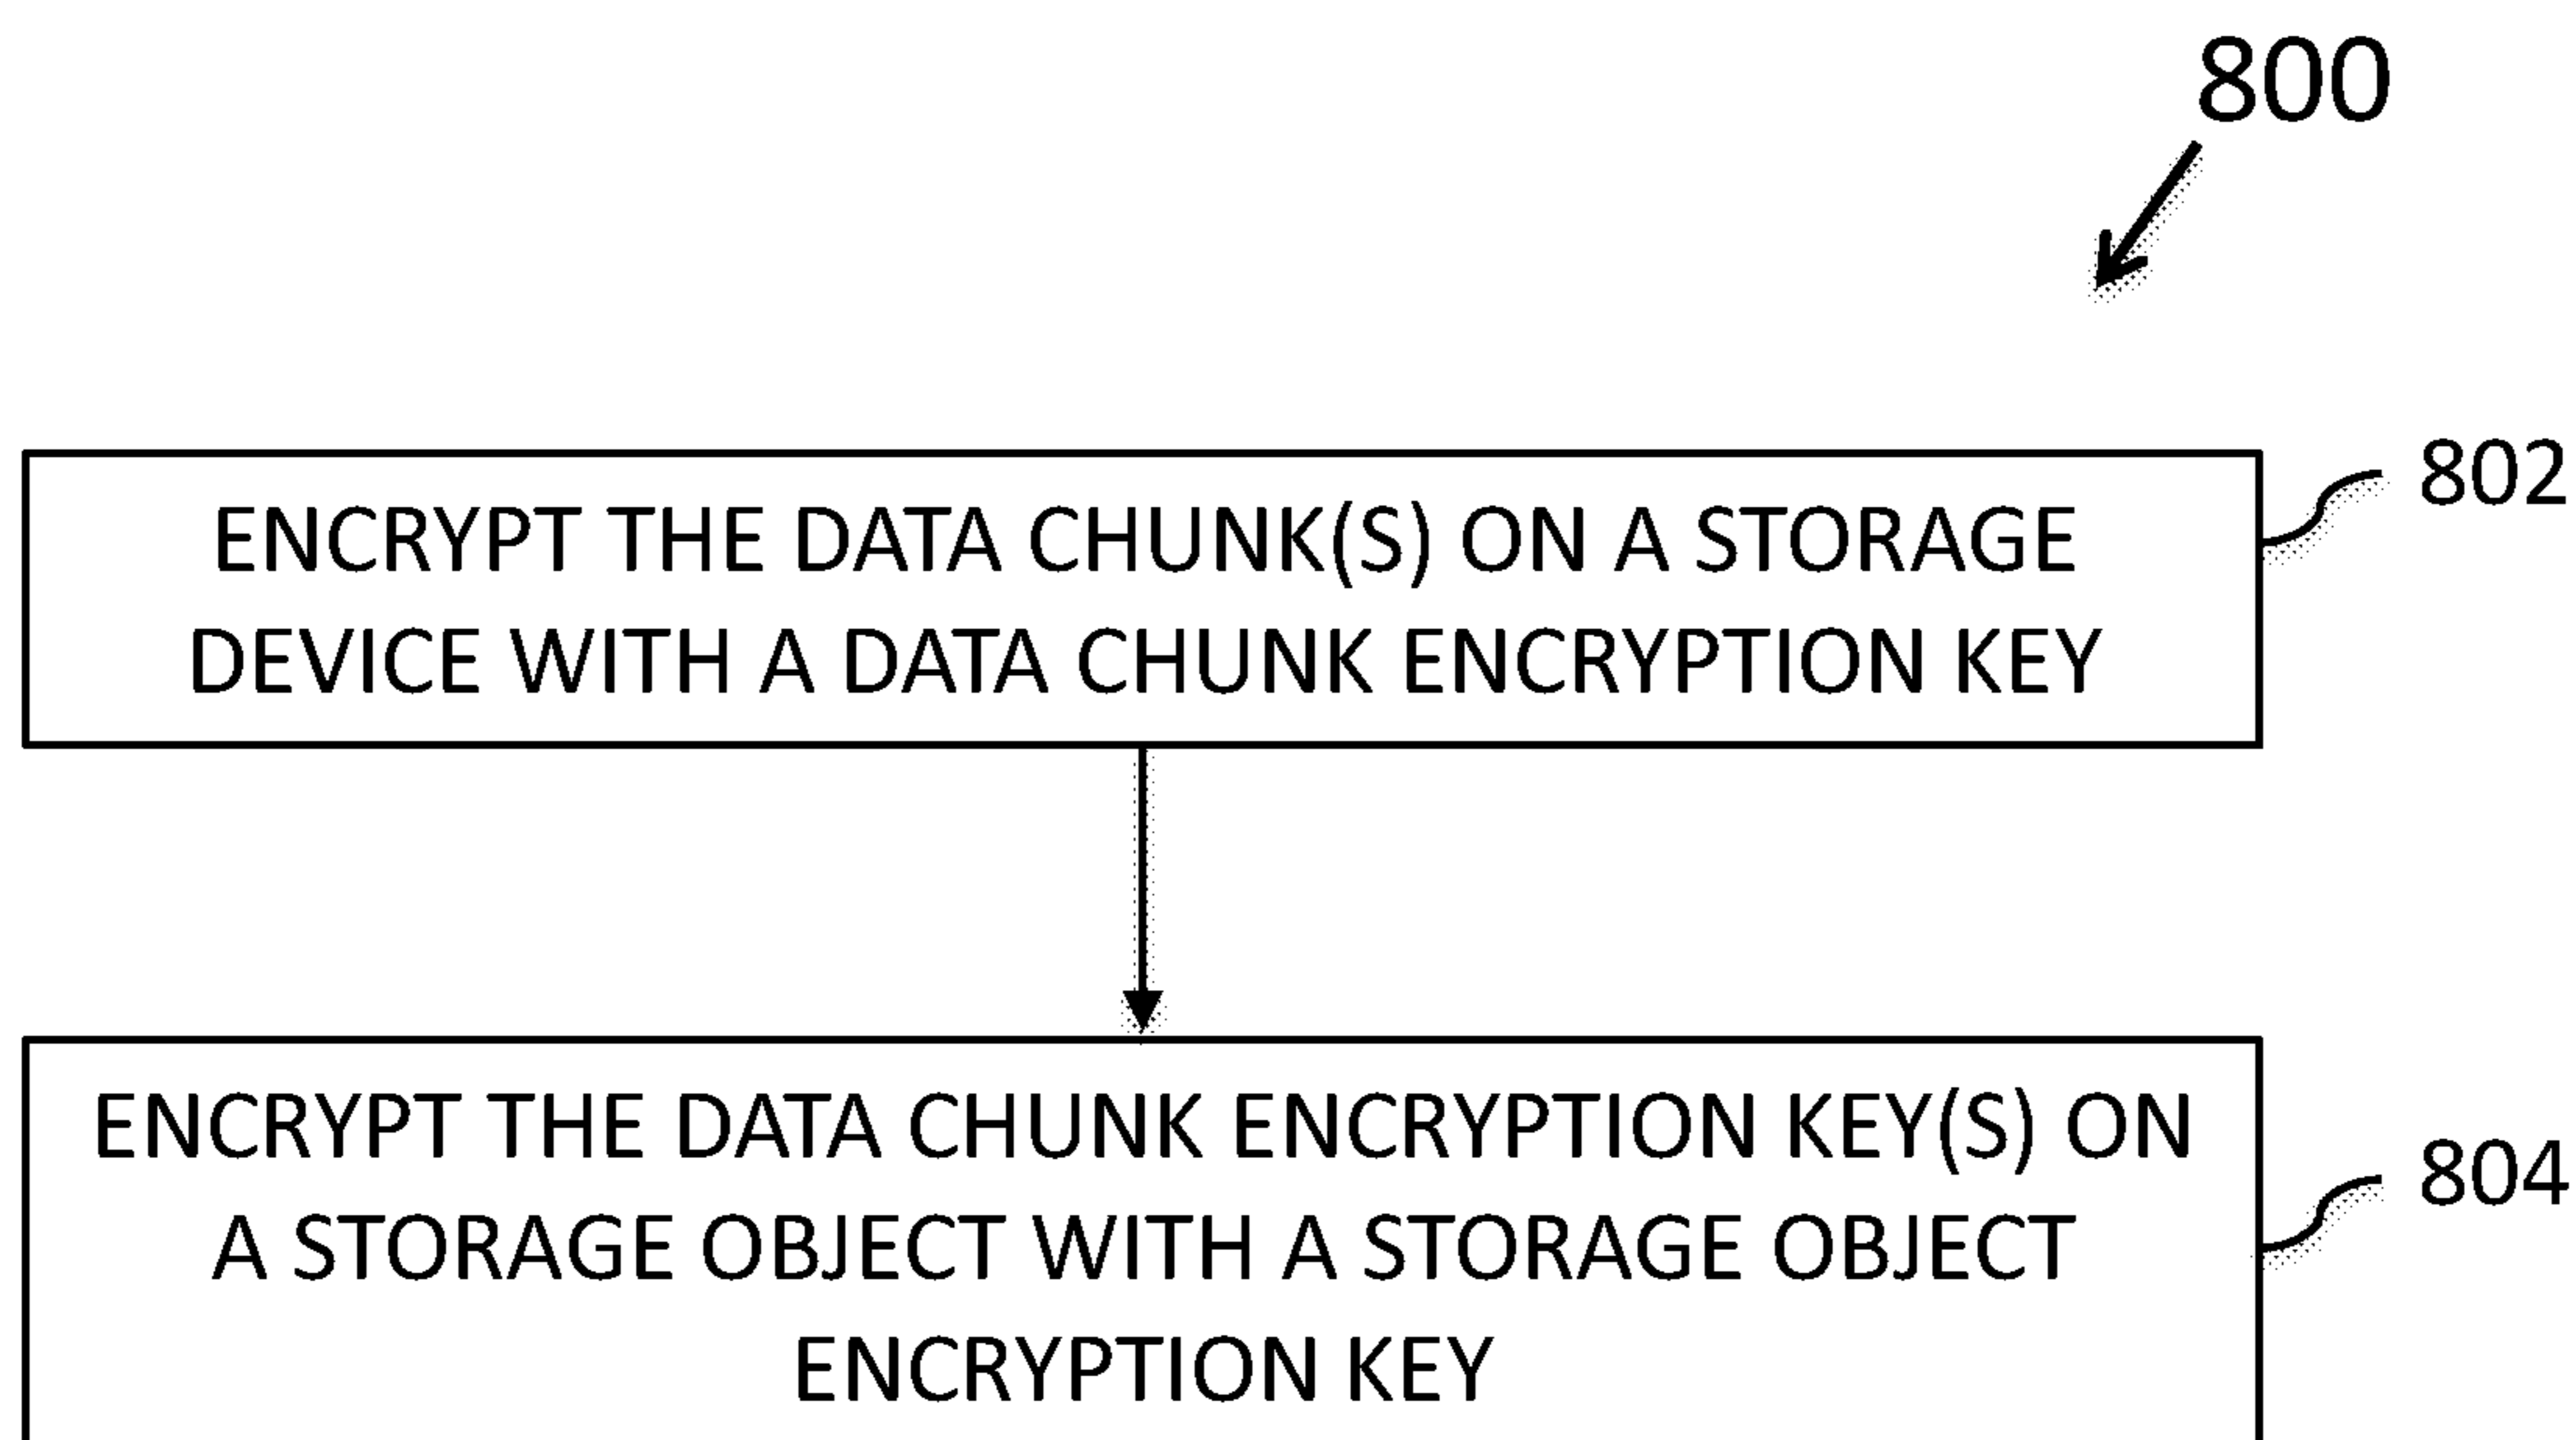 800
ENCRYPT THE DATA CHUNK(S) ON A STORAGE
DEVICE WITH A DATA CHUNK ENCRYPTION KEY
802
ENCRYPT THE DATA CHUNK ENCRYPTION KEY(S) ON
A STORAGE OBJECT WITH A STORAGE OBJECT
ENCRYPTION KEY
804